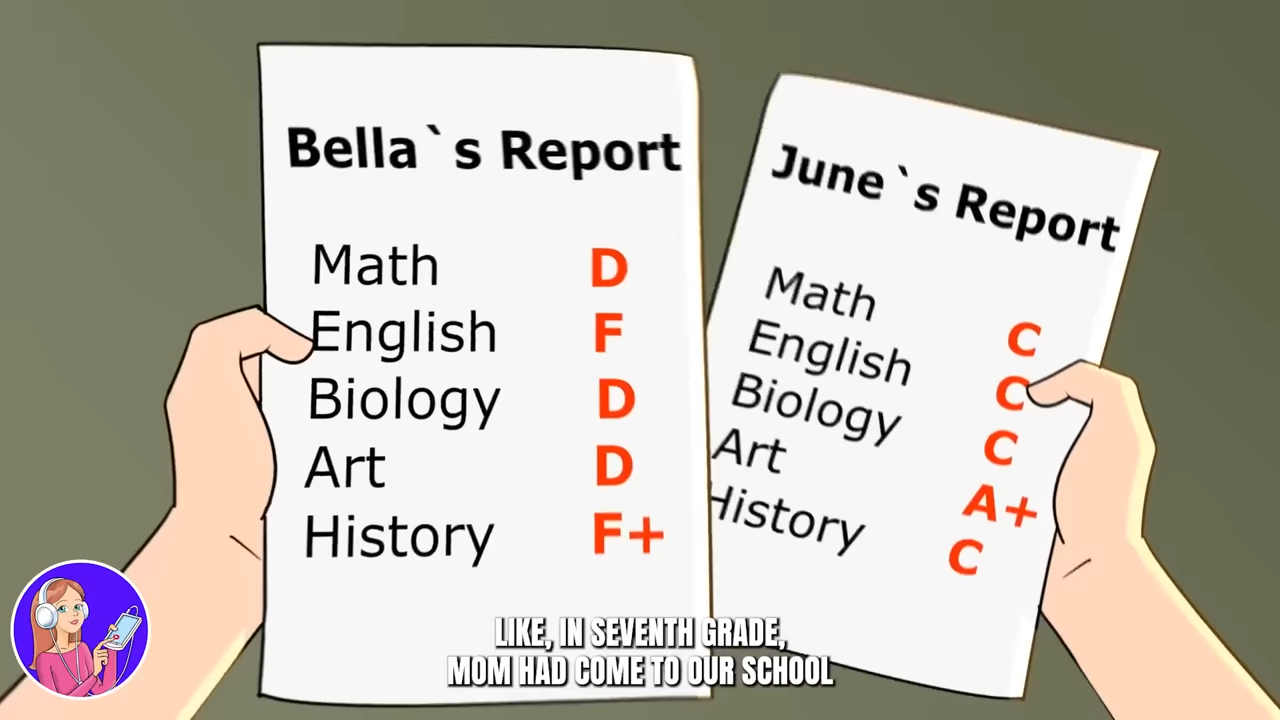 Bella`s Report
Math D
English F
Biology D
Art D
History F+
June`s Report
Math C
English C
Biology C
Art A+
History C
LIKE, IN SEVENTH GRADE,
MOM HAD COME TO OUR SCHOOL